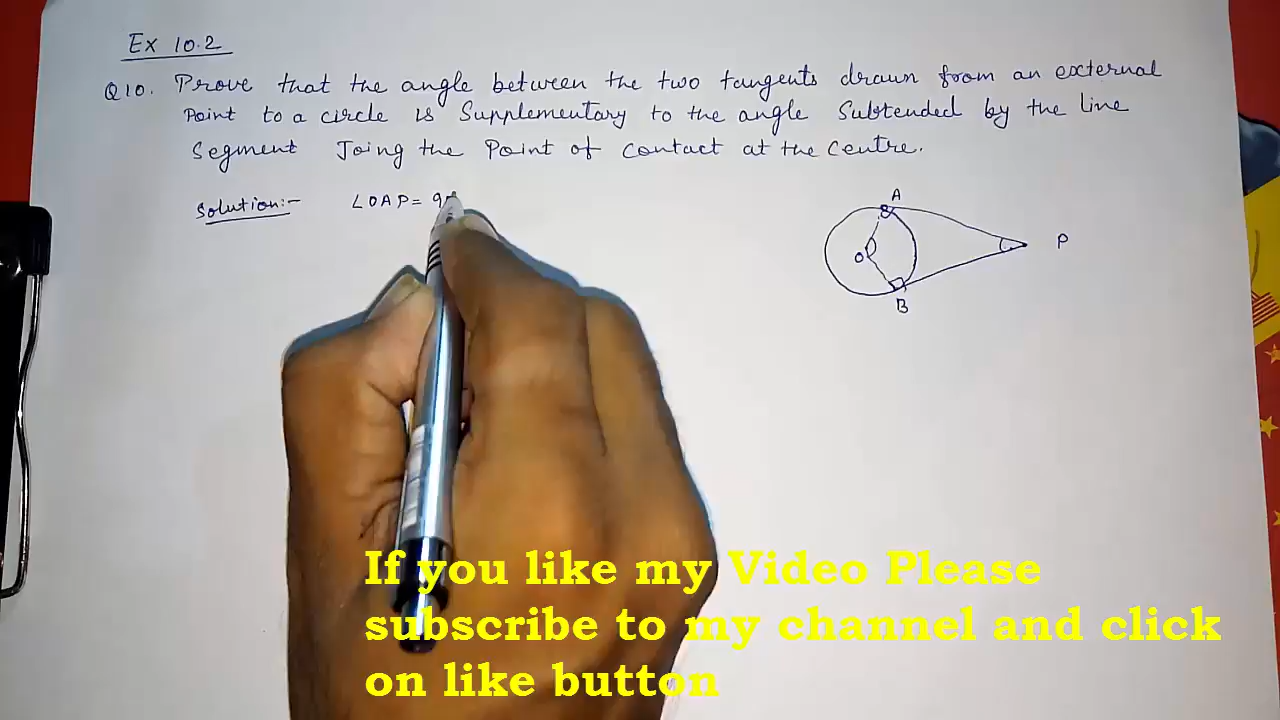 Ex 10.2
Q10. Prove that the angle between the two tangents drawn from an external
Point to a circle is Supplementary to the angle Subtended by the line
Segment Joing the Point of Contact at the Centre.
Solution:- ∠OAP = 9
A
O
P
B
If you like my Video Please
subscribe to my channel and click
on like button